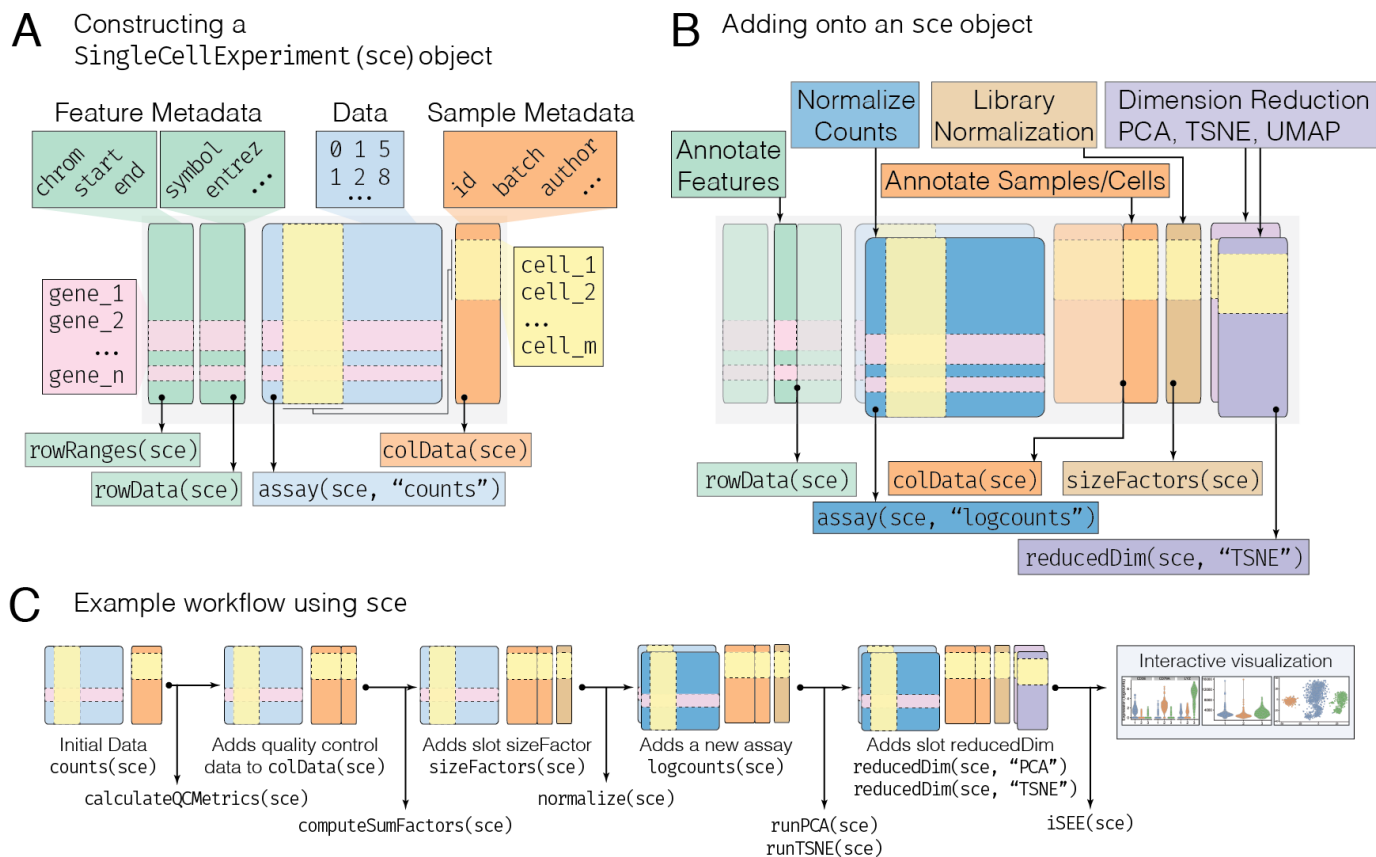 A
Constructing a
SingleCellExperiment (sce) object
Feature Metadata
Data
Sample Metadata
chrom
start
end
symbol
entrez
...
0 1 5
1 2 8
...
id
batch
author
...
gene_1
gene_2
...
gene_n
cell_1
cell_2
...
cell_m
rowRanges(sce)
rowData(sce)
assay(sce, “counts”)
colData(sce)
B
Adding onto an sce object
Annotate
Features
Normalize
Counts
Library
Normalization
Dimension Reduction
PCA, TSNE, UMAP
Annotate Samples/Cells
rowData(sce)
assay(sce, “logcounts”)
colData(sce)
sizeFactors(sce)
reducedDim(sce, “TSNE”)
C
Example workflow using sce
Initial Data
counts(sce)
calculateQCMetrics(sce)
Adds quality control
data to colData(sce)
computeSumFactors(sce)
Adds slot sizeFactor
sizeFactors(sce)
normalize(sce)
Adds a new assay
logcounts(sce)
runPCA(sce)
runTSNE(sce)
Adds slot reducedDim
reducedDim(sce, “PCA”)
reducedDim(sce, “TSNE”)
iSEE(sce)
Interactive visualization